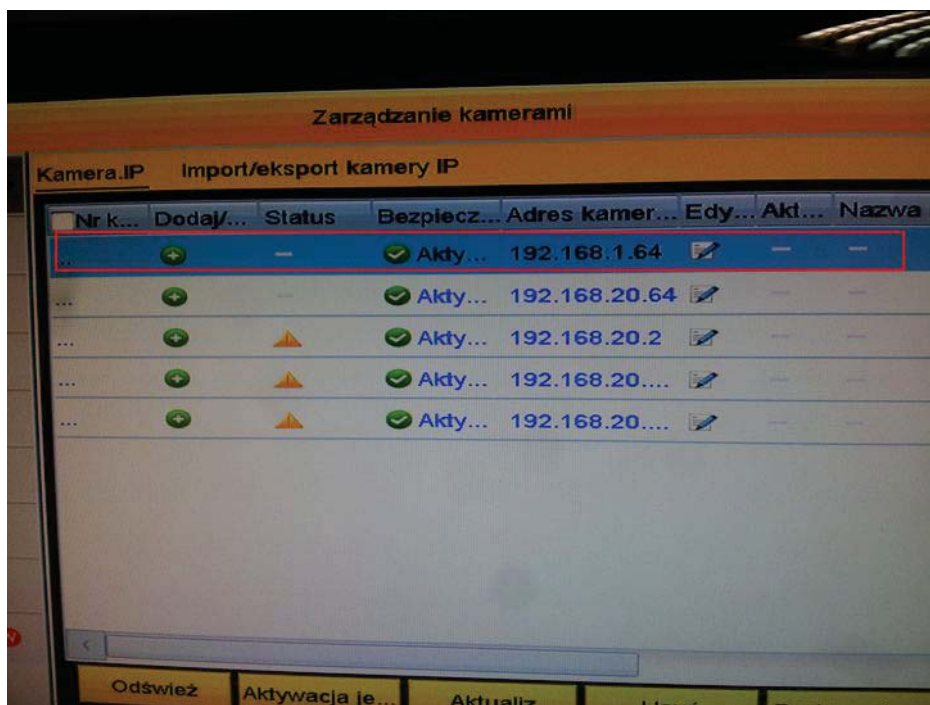 Zarządzanie kamerami
Kamera.IP Import/eksport kamery IP
Nr k... Dodaj/... Status Bezpiecz... Adres kamer... Edy... Akt... Nazwa
... Akty... 192.168.1.64
... Akty... 192.168.20.64
... Akty... 192.168.20.2
... Akty... 192.168.20....
... Akty... 192.168.20....
Odśwież Aktywacja je... Aktualiz...